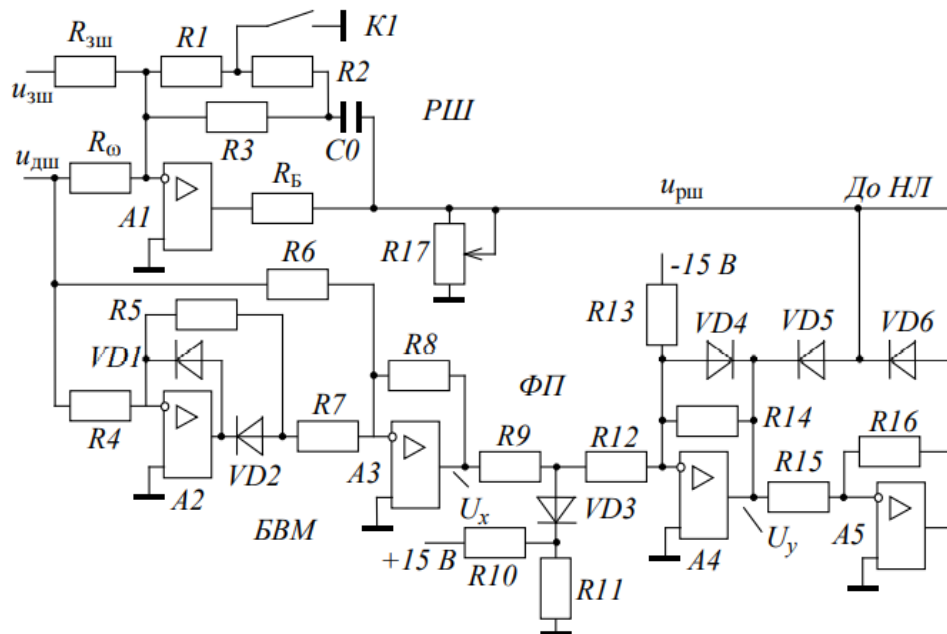 Rзш
R1
К1
uзш
R2
R3
C0
РШ
uдш
Rω
RБ
A1
uрш
До НЛ
R17
R6
-15 В
R13
VD4
VD5
VD6
R5
VD1
R8
ФП
R4
R7
R9
R12
R14
R16
R15
VD2
A2
A3
Ux
VD3
Uy
A5
БВМ
+15 В
R10
A4
R11